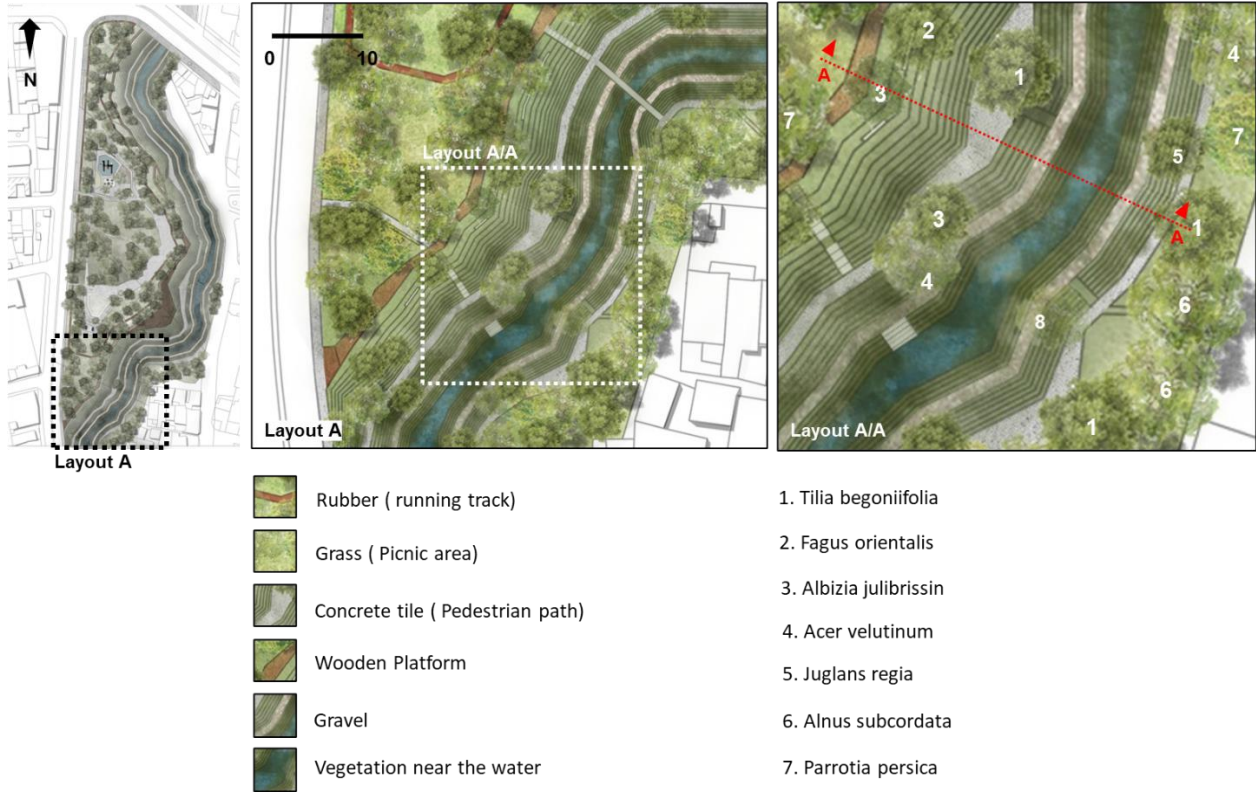 N
Layout A
0 10
Layout A/A
Layout A
A
A
1
2
3
7
4
7
5
1
3
4
6
8
6
1
Layout A/A
Rubber ( running track)
Grass ( Picnic area)
Concrete tile ( Pedestrian path)
Wooden Platform
Gravel
Vegetation near the water
1. Tilia begoniifolia
2. Fagus orientalis
3. Albizia julibrissin
4. Acer velutinum
5. Juglans regia
6. Alnus subcordata
7. Parrotia persica